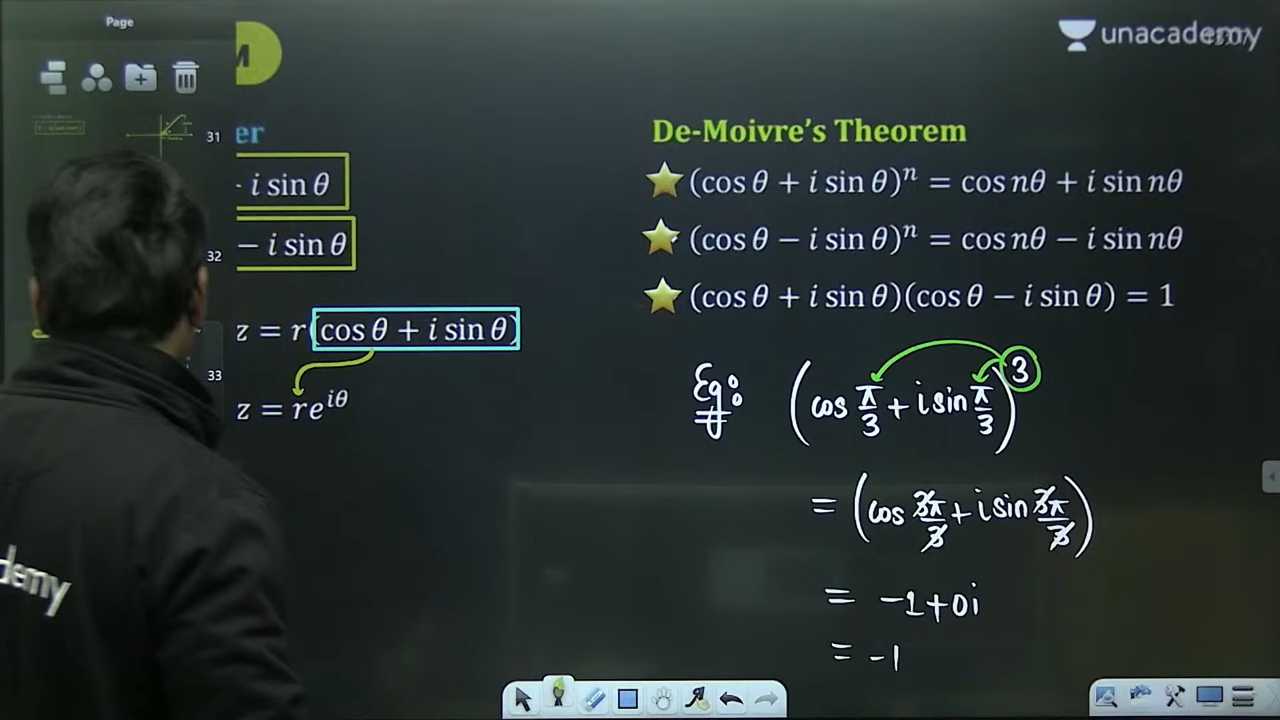 Page
unacademy
31
M
er
De-Moivre's Theorem
- i sin θ
(cos θ + i sin θ)ⁿ = cos nθ + i sin nθ
32
− i sin θ
(cos θ − i sin θ)ⁿ = cos nθ − i sin nθ
(cos θ + i sin θ)(cos θ − i sin θ) = 1
z = r(cos θ + i sin θ)
33
z = re^{iθ}
Eg:
(cos π/3 + i sin π/3)³
= (cos 3π/3 + i sin 3π/3)
= -1+0i
= -1
demy